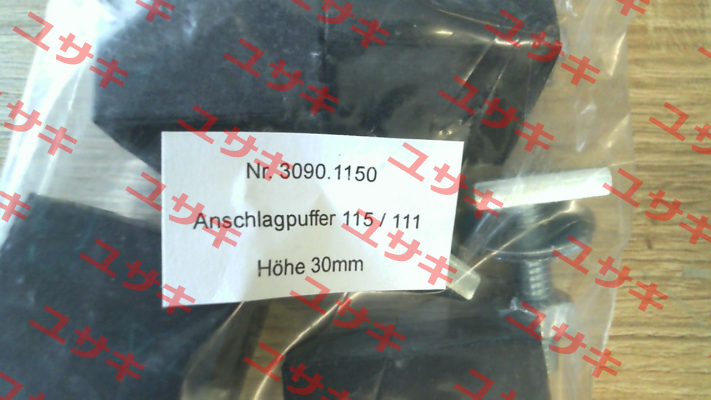 Nr. 3090.1150
Anschlagpuffer 115 / 111
Höhe 30mm
ユサキ